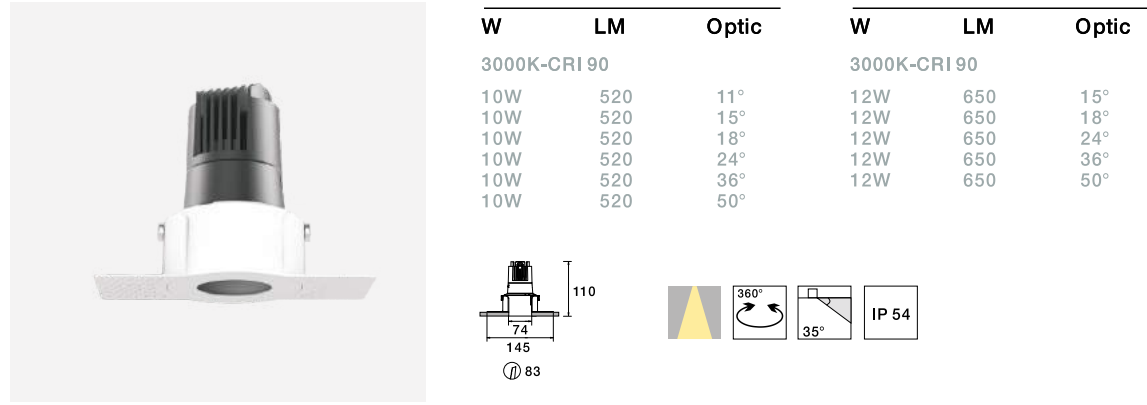 W LM Optic
3000K-CRI 90
10W 520 11°
10W 520 15°
10W 520 18°
10W 520 24°
10W 520 36°
10W 520 50°
W LM Optic
3000K-CRI 90
12W 650 15°
12W 650 18°
12W 650 24°
12W 650 36°
12W 650 50°
110
74
145
83
360°
35°
IP 54